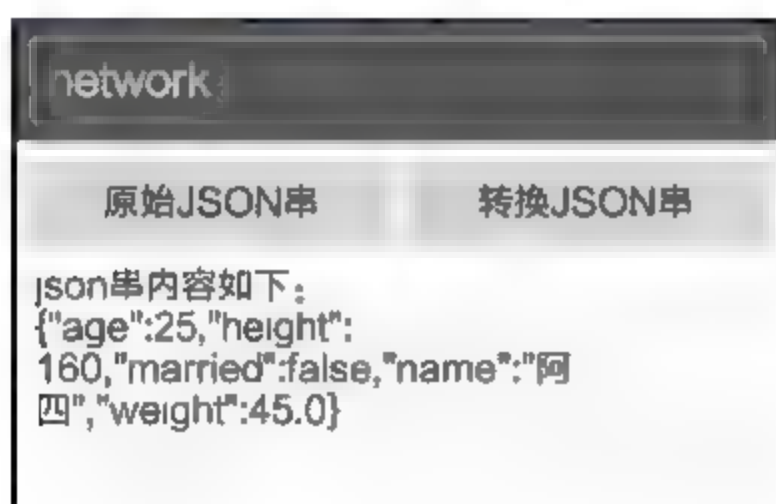 network
原始JSON串
转换JSON串
json串内容如下：
{"age":25,"height":
160,"married":false,"name":"阿
四","weight":45.0}